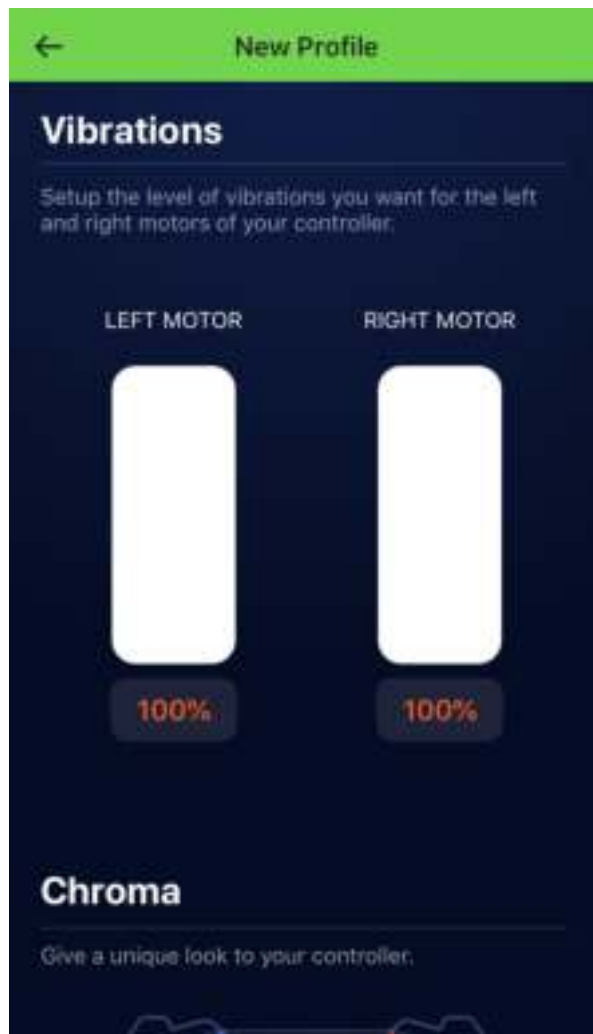 New Profile
Vibrations
Setup the level of vibrations you want for the left
and right motors of your controller.
LEFT MOTOR RIGHT MOTOR
100% 100%
Chroma
Give a unique look to your controller.